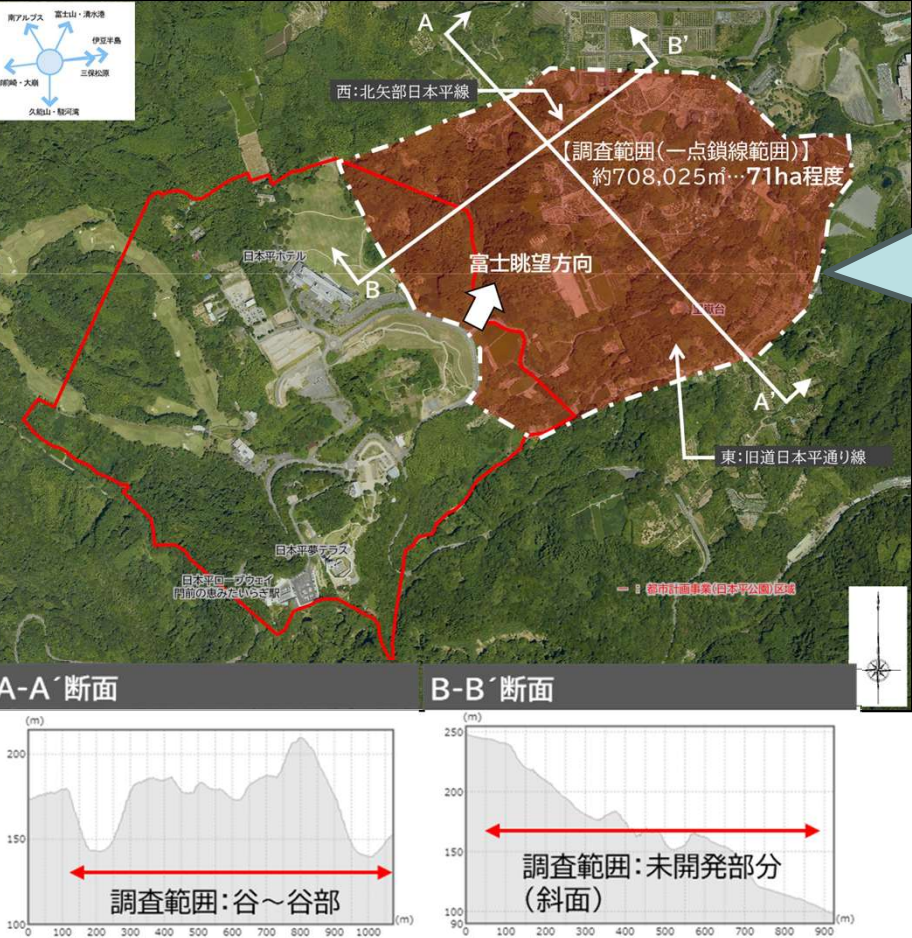 南アルプス
富士山・清水港
伊豆半島
三保松原
前崎・大崩
久能山・駿河湾
A
B'
西:北矢部日本平線
【調査範囲(一点鎖線範囲)】
約708,025㎡…71ha程度
日本平ホテル
富士眺望方向
B
A'
東:旧道日本平通り線
日本平夢テラス
日本平ロープウェイ
門前の恵みたいらぎ駅
ー : 都市計画事業(日本平公園)区域
A-A´断面
B-B´断面
(m)
200
150
100
0 100 200 300 400 500 600 700 800 900 1000
(m)
調査範囲:谷～谷部
(m)
250
200
150
100
90
0 100 200 300 400 500 600 700 800 900
(m)
調査範囲:未開発部分
(斜面)